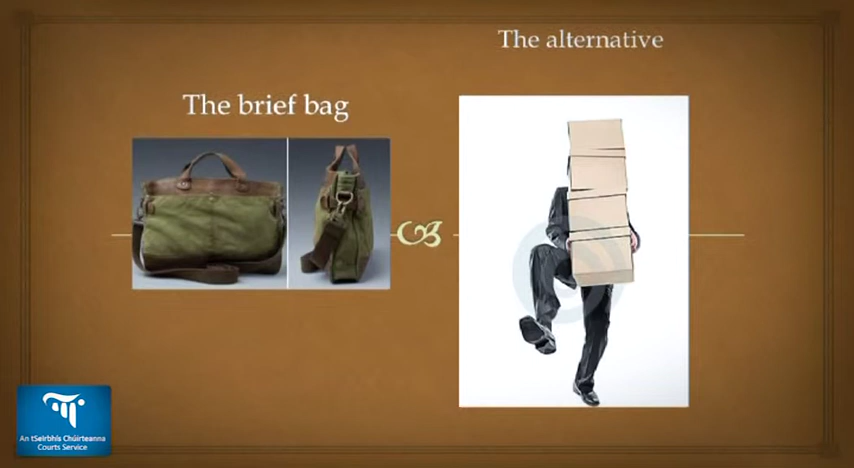 The alternative
The brief bag
An tSeirbhís Chúirteanna
Courts Service